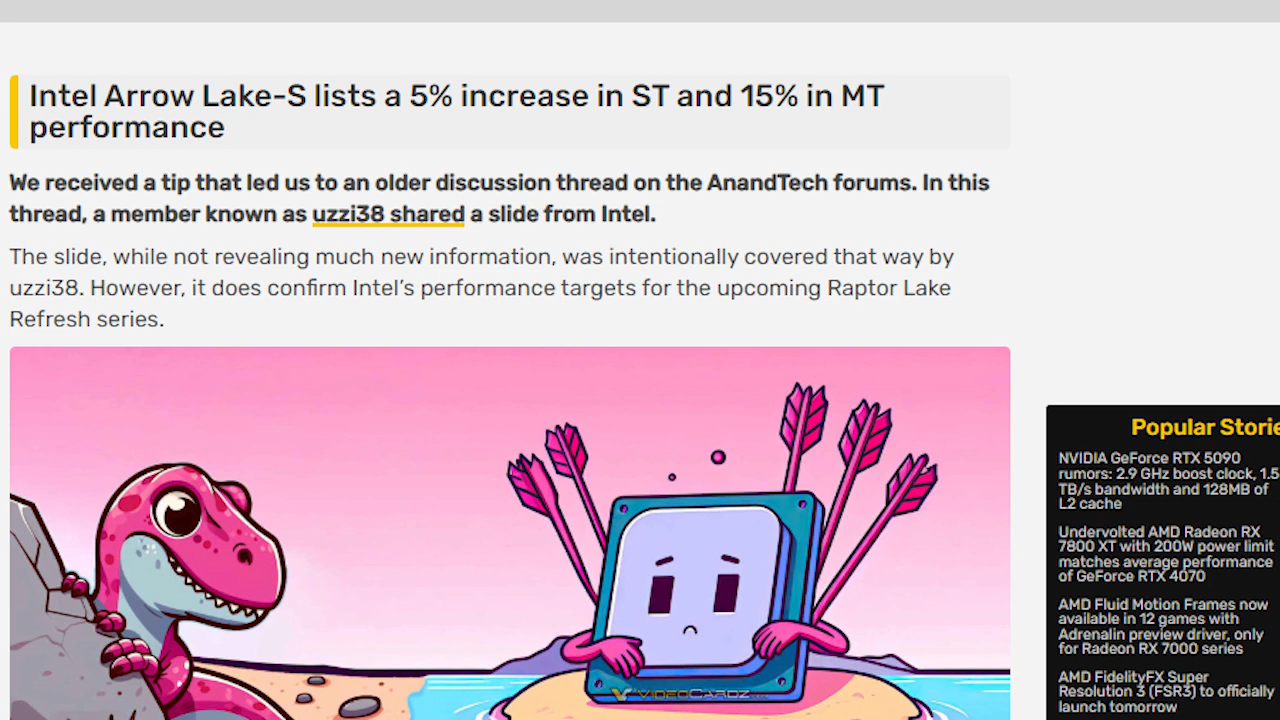 Intel Arrow Lake-S lists a 5% increase in ST and 15% in MT
performance
We received a tip that led us to an older discussion thread on the AnandTech forums. In this
thread, a member known as uzzi38 shared a slide from Intel.
The slide, while not revealing much new information, was intentionally covered that way by
uzzi38. However, it does confirm Intel’s performance targets for the upcoming Raptor Lake
Refresh series.
VIDEOCARDZ
Popular
NVIDIA GeForce RTX 5090
rumors: 2.9 GHz boost clock, 1.5
TB/s bandwidth and 128MB of
L2 cache
Undervolted AMD Radeon RX
7800 XT with 200W power limit
matches average performance
of GeForce RTX 4070
AMD Fluid Motion Frames now
available in 12 games with
Adrenalin preview driver, only
for Radeon RX 7000 series
AMD FidelityFX Super
Resolution 3 (FSR3) to officially
launch tomorrow